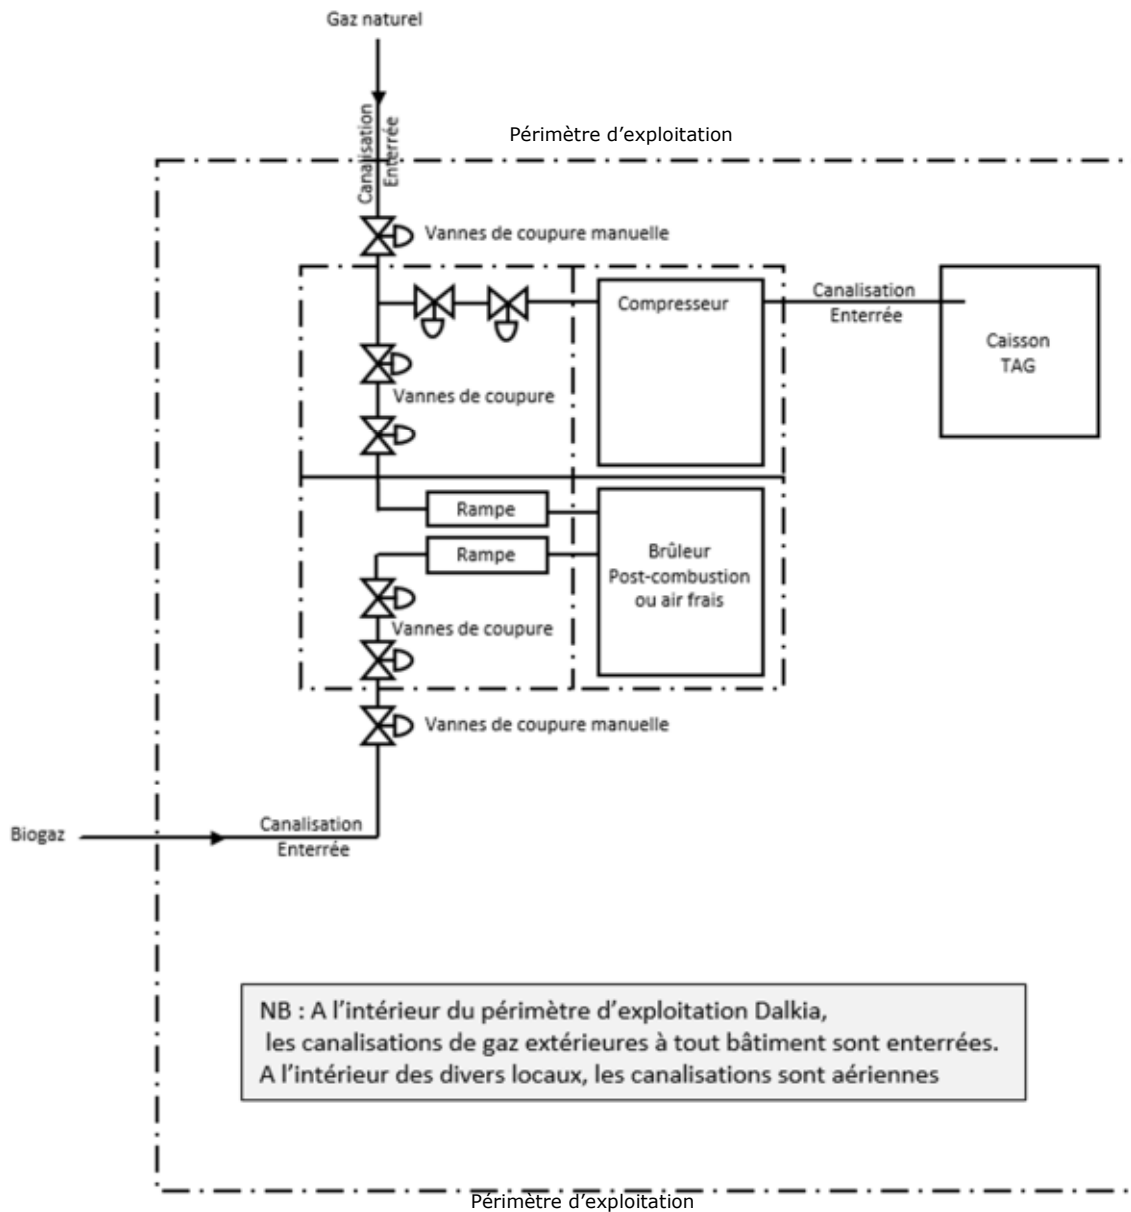 Gaz naturel
Canalisation
Enterrée
Périmètre d’exploitation
Vannes de coupure manuelle
Compresseur
Canalisation
Enterrée
Caisson
TAG
Vannes de coupure
Rampe
Rampe
Brûleur
Post-combustion
ou air frais
Vannes de coupure
Vannes de coupure manuelle
Biogaz
Canalisation
Enterrée
NB : A l’intérieur du périmètre d’exploitation Dalkia,
les canalisations de gaz extérieures à tout bâtiment sont enterrées.
A l’intérieur des divers locaux, les canalisations sont aériennes
Périmètre d’exploitation